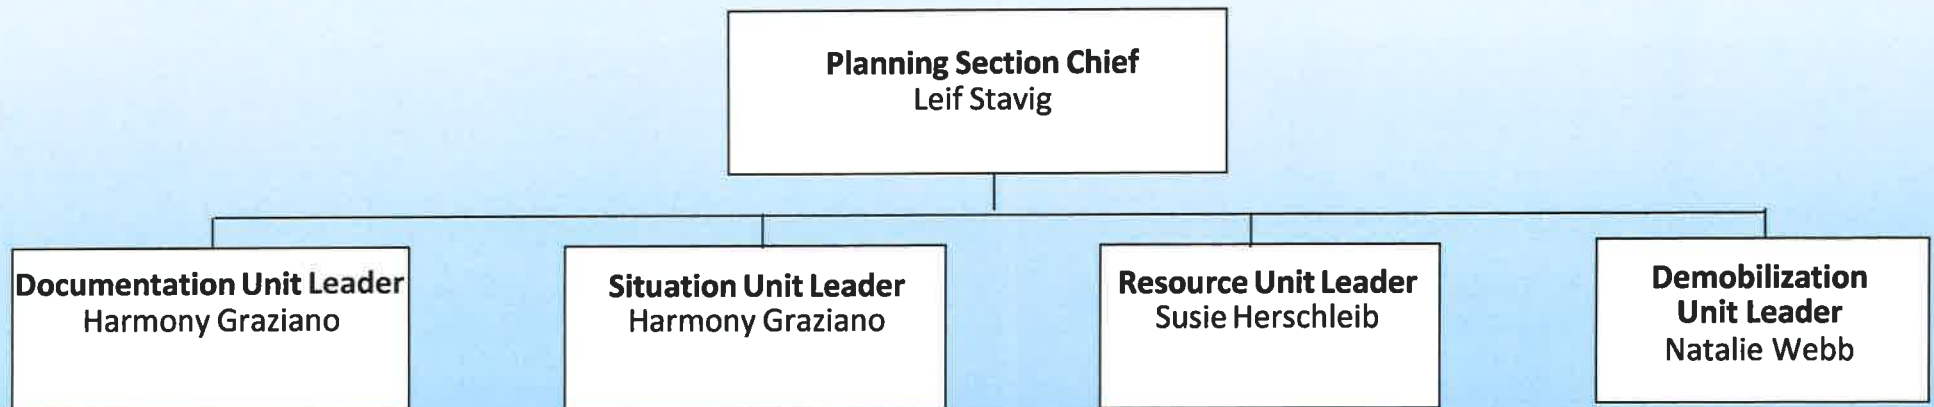 Planning Section Chief
Leif Stavig
Documentation Unit Leader
Harmony Graziano
Situation Unit Leader
Harmony Graziano
Resource Unit Leader
Susie Herschleib
Demobilization
Unit Leader
Natalie Webb